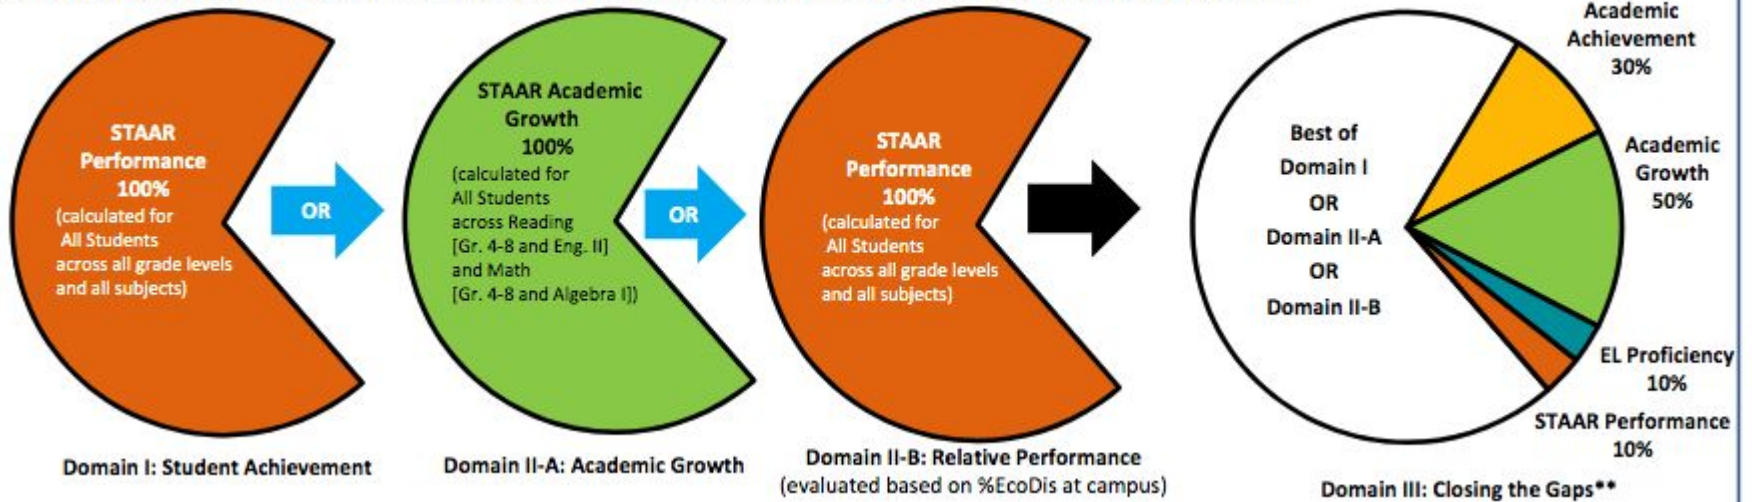 STAAR
Performance
100%
(calculated for
All Students
across all grade levels
and all subjects)
OR
STAAR Academic
Growth
100%
(calculated for
All Students
across Reading
[Gr. 4-8 and Eng. II]
and Math
[Gr. 4-8 and Algebra I])
OR
STAAR
Performance
100%
(calculated for
All Students
across all grade levels
and all subjects)
Best of
Domain I
OR
Domain II-A
OR
Domain II-B
Academic
Achievement
30%
Academic
Growth
50%
EL Proficiency
10%
STAAR Performance
10%
Domain I: Student Achievement
Domain II-A: Academic Growth
Domain II-B: Relative Performance
(evaluated based on %EcoDis at campus)
Domain III: Closing the Gaps**